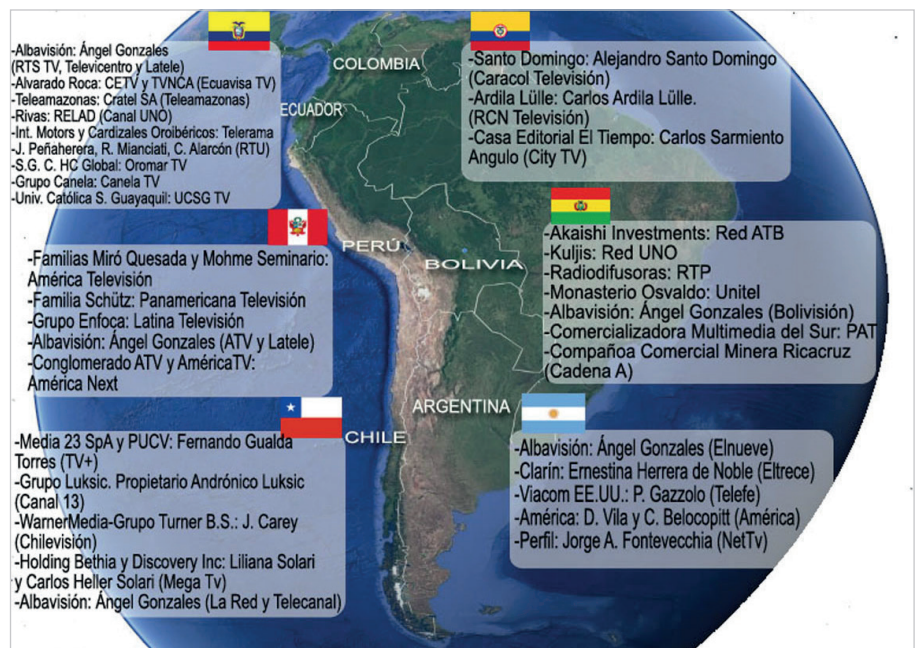 -Albavisión: Ángel Gonzales
(RTS TV, Televicentro y Latele)
-Alvarado Roca: CETV y TVNCA (Ecuavisa TV)
-Teleamazonas: Cratel SA (Teleamazonas)
-Rivas: RELAD (Canal UNO)
-Int. Motors y Cardizales Oroibéricos: Telerama
-J. Peñaherera, R. Mianciati, C. Alarcón (RTU)
-S.G. C. HC Global: Oromar TV
-Grupo Canela: Canela TV
-Univ. Católica S. Guayaquil: UCSG TV
COLOMBIA
ECUADOR
-Santo Domingo: Alejandro Santo Domingo
(Caracol Televisión)
-Ardila Lülle: Carlos Ardila Lülle.
(RCN Televisión)
-Casa Editorial El Tiempo: Carlos Sarmiento
Angulo (City TV)
PERÚ
BOLIVIA
-Familias Miró Quesada y Mohme Seminario:
América Televisión
-Familia Schütz: Panamericana Televisión
-Grupo Enfoca: Latina Televisión
-Albavisión: Ángel Gonzales (ATV y Latele)
-Conglomerado ATV y AméricaTV:
América Next
-Akaishi Investments: Red ATB
-Kuljis: Red UNO
-Radiodifusoras: RTP
-Monasterio Osvaldo: Unitel
-Albavisión: Ángel Gonzales (Bolivisión)
-Comercializadora Multimedia del Sur: PAT
-Compañoa Comercial Minera Ricacruz
(Cadena A)
ARGENTINA
CHILE
-Media 23 SpA y PUCV: Fernando Gualda
Torres (TV+)
-Grupo Luksic. Propietario Andrónico Luksic
(Canal 13)
-WarnerMedia-Grupo Turner B.S.: J. Carey
(Chilevisión)
-Holding Bethia y Discovery Inc: Liliana Solari
y Carlos Heller Solari (Mega Tv)
-Albavisión: Ángel Gonzales (La Red y Telecanal)
-Albavisión: Ángel Gonzales (Elnueve)
-Clarín: Ernestina Herrera de Noble (Eltrece)
-Viacom EE.UU.: P. Gazzolo (Telefe)
-América: D. Vila y C. Belocopitt (América)
-Perfil: Jorge A. Fontevecchia (NetTv)